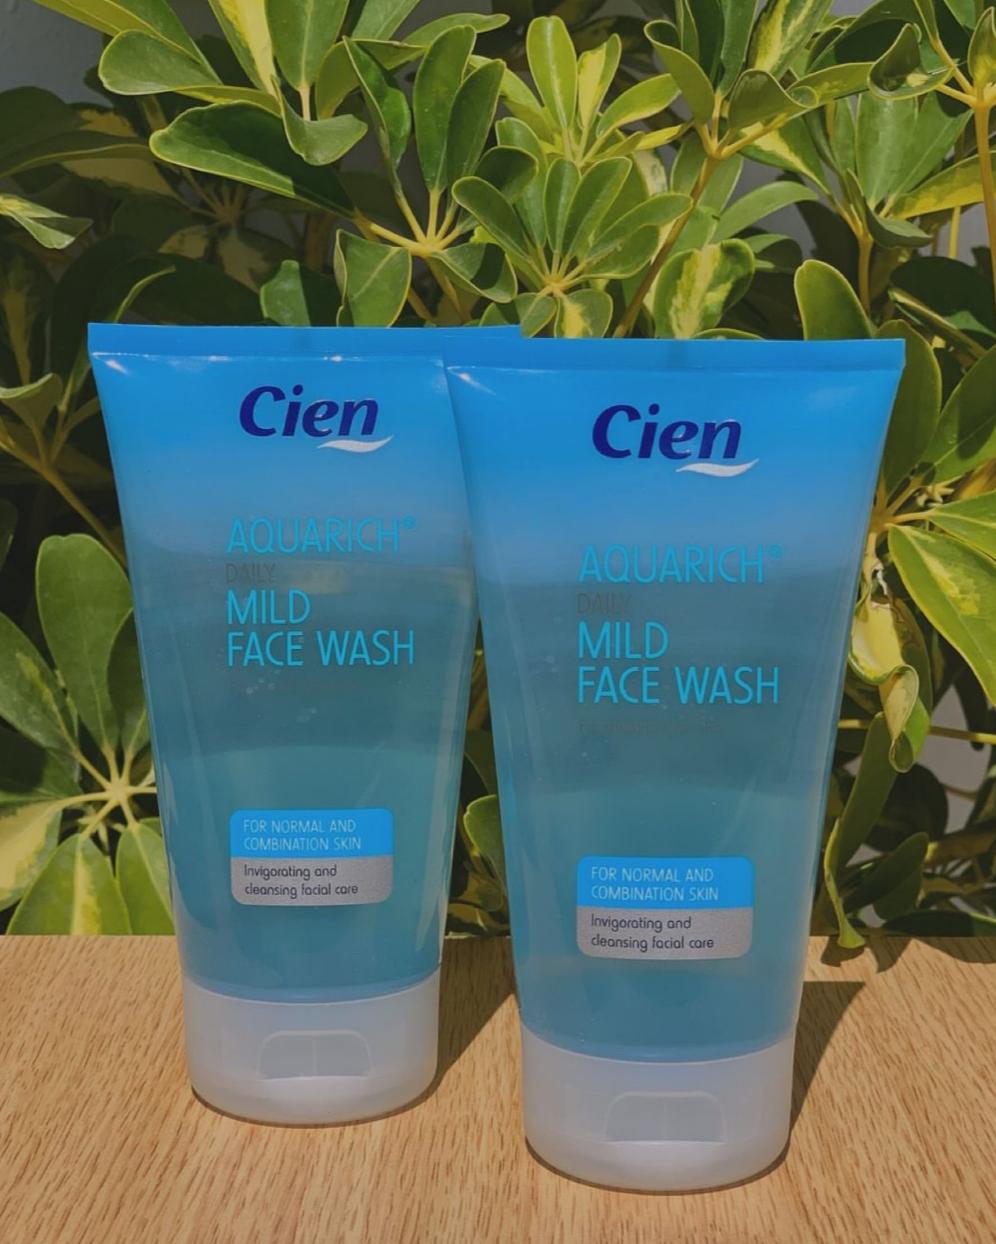 Cien
AQUARICH®
DAILY
MILD
FACE WASH
FOR NORMAL AND
COMBINATION SKIN
Invigorating and
cleansing facial care
Cien
AQUARICH®
DAILY
MILD
FACE WASH
FOR NORMAL AND
COMBINATION SKIN
Invigorating and
cleansing facial care